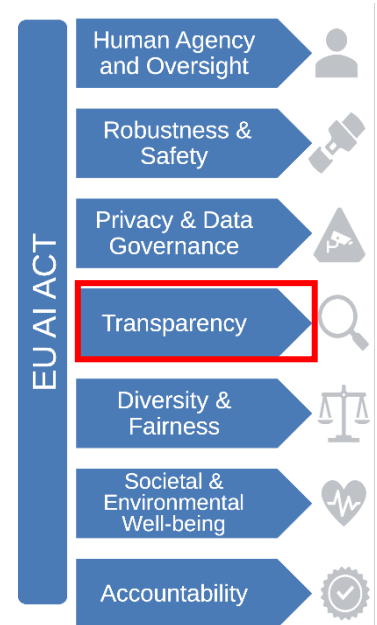 EU AI ACT
Human Agency
and Oversight
Robustness &
Safety
Privacy & Data
Governance
Transparency
Diversity &
Fairness
Societal &
Environmental
Well-being
Accountability